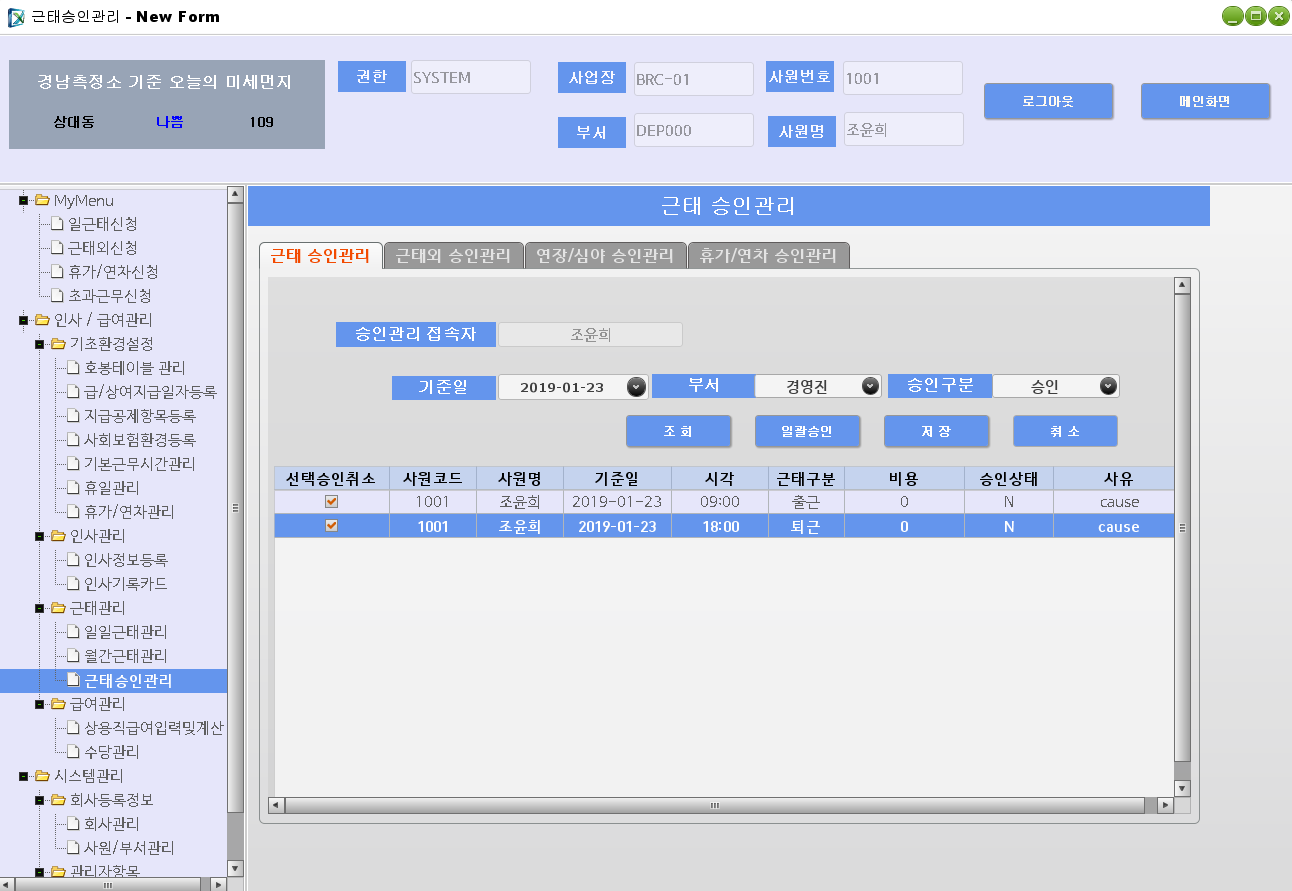 근태승인관리 - New Form
경남측정소 기준 오늘의 미세먼지
상대동 나쁨 109
권한 SYSTEM 사업장 BRC-01 사원번호 1001
부서 DEP000 사원명 조윤희
로그아웃 메인화면
MyMenu
일근태신청
근태외신청
휴가/연차신청
초과근무신청
인사 / 급여관리
기초환경설정
호봉테이블 관리
급/상여지급일자등록
지급공제항목등록
사회보험환경등록
기본근무시간관리
휴일관리
휴가/연차관리
인사관리
인사정보등록
인사기록카드
근태관리
일일근태관리
월간근태관리
근태승인관리
급여관리
상용직급여입력및계산
수당관리
시스템관리
회사등록정보
회사관리
사원/부서관리
관리자항목
근태 승인관리
근태 승인관리 근태외 승인관리 연장/심야 승인관리 휴가/연차 승인관리
승인관리 접속자 조윤희
기준일 2019-01-23 부서 경영진 승인구분 승인
조 회 일괄승인 저 장 취 소
선택승인취소 사원코드 사원명 기준일 시각 근태구분 비용 승인상태 사유
1001 조윤희 2019-01-23 09:00 출근 0 N cause
1001 조윤희 2019-01-23 18:00 퇴근 0 N cause